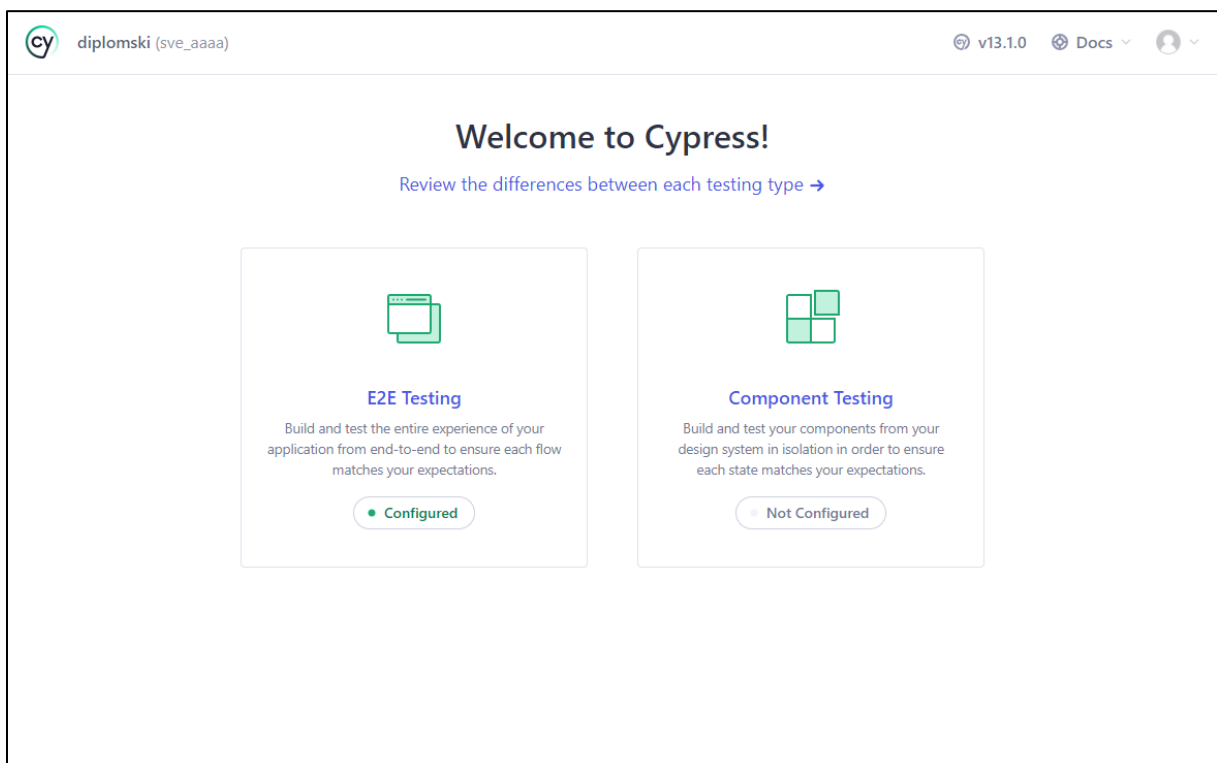 cy diplomski (sve_aaaa) v13.1.0 Docs
Welcome to Cypress!
Review the differences between each testing type →
E2E Testing
Build and test the entire experience of your
application from end-to-end to ensure each flow
matches your expectations.
Configured
Component Testing
Build and test your components from your
design system in isolation in order to ensure
each state matches your expectations.
Not Configured